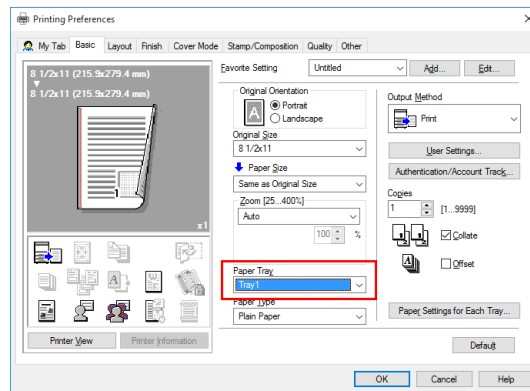 Printing Preferences
My Tab Basic Layout Finish Cover Mode Stamp/Composition Quality Other
8 1/2x11 (215.9x279.4 mm)
8 1/2x11 (215.9x279.4 mm)
1
x1
Printer View Printer Information
Favorite Setting Untitled Add... Edit...
Original Orientation
A
Portrait
Landscape
Original Size
8 1/2x11
Paper Size
Same as Original Size
Zoom [25...400%]
Auto
100 %
Paper Tray
Tray1
Paper Type
Plain Paper
Output Method
Print
User Settings...
Authentication/Account Track...
Copies
1 [1..9999]
Collate
Offset
Paper Settings for Each Tray...
Default
OK Cancel Help